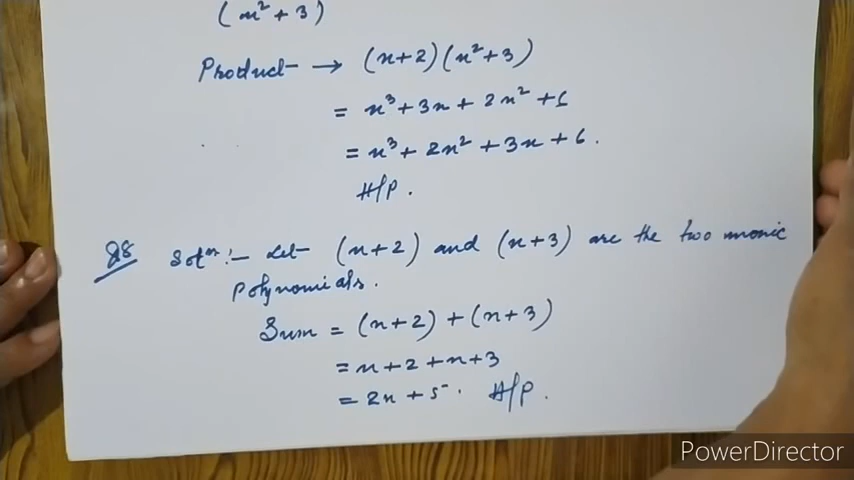 (x² + 3)
Product → (x+2)(x²+3)
= x³ + 3x + 2x² + 6
= x³ + 2x² + 3x + 6.
H/P.
Q8 Solⁿ:- Let (x+2) and (x+3) are the two monic
polynomials.
Sum = (x+2) + (x+3)
= x + 2 + x + 3
= 2x + 5. H/P.
PowerDirector